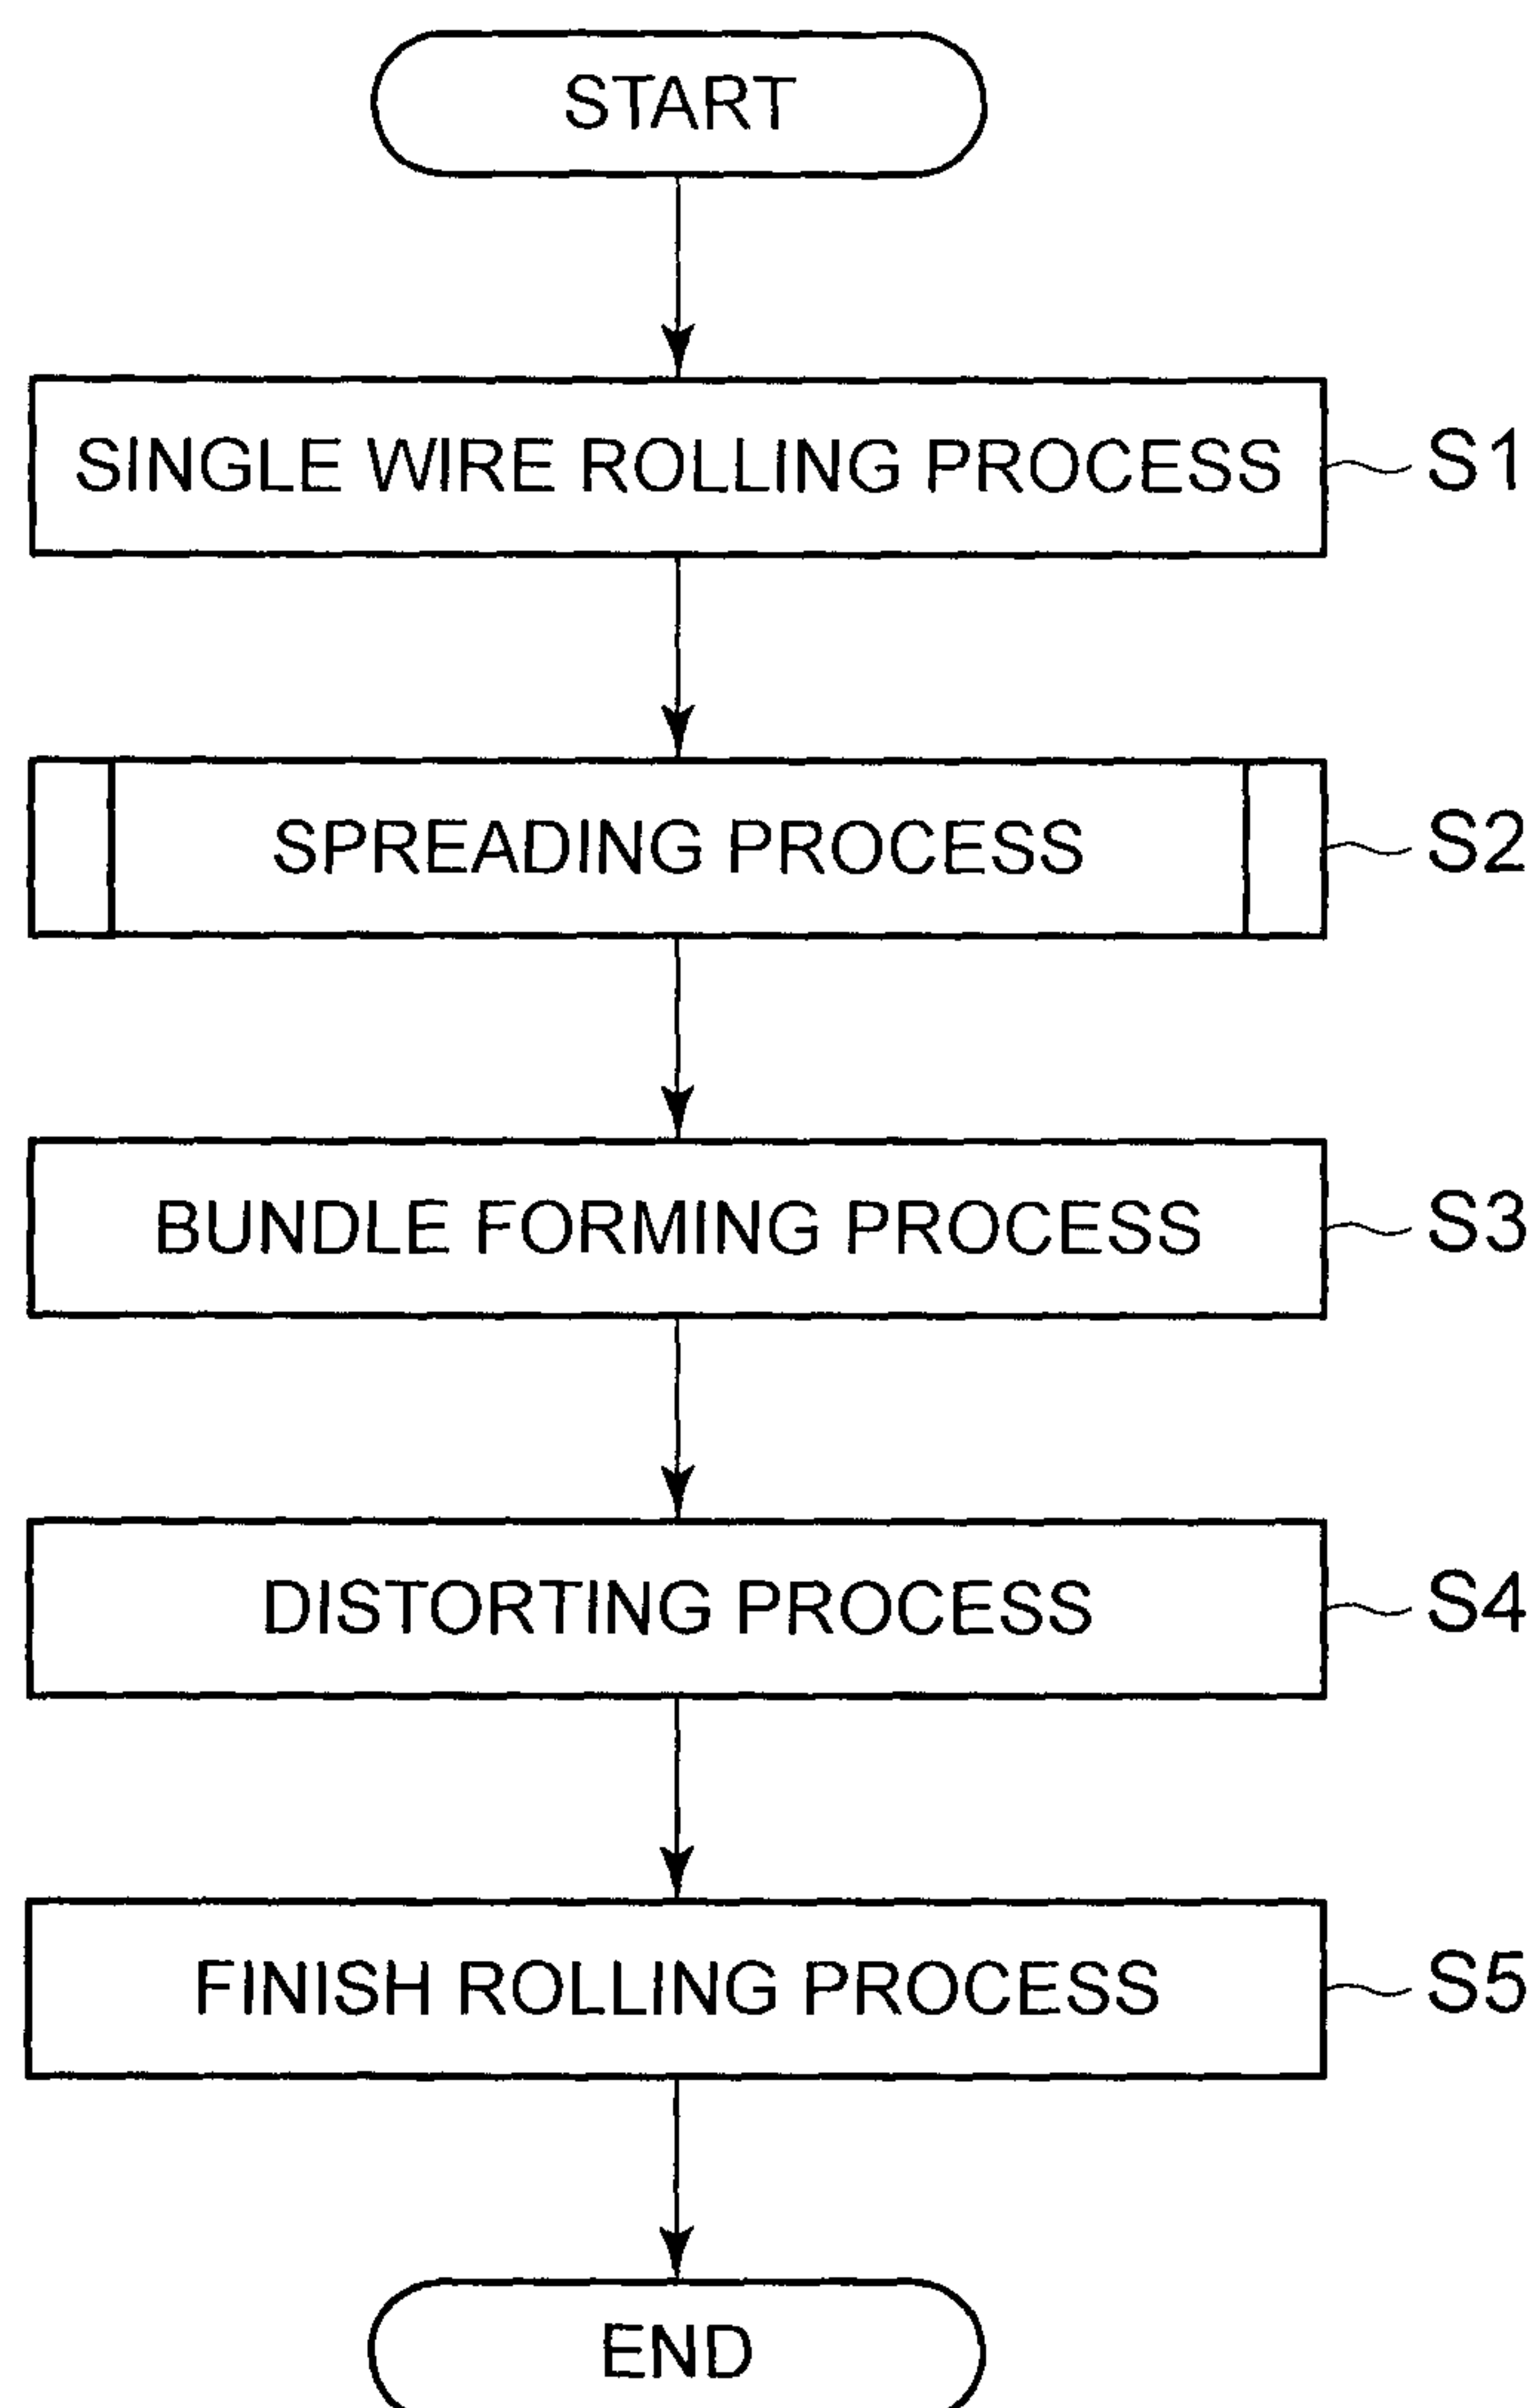 START
SINGLE WIRE ROLLING PROCESS S1
SPREADING PROCESS S2
BUNDLE FORMING PROCESS S3
DISTORTING PROCESS S4
FINISH ROLLING PROCESS S5
END